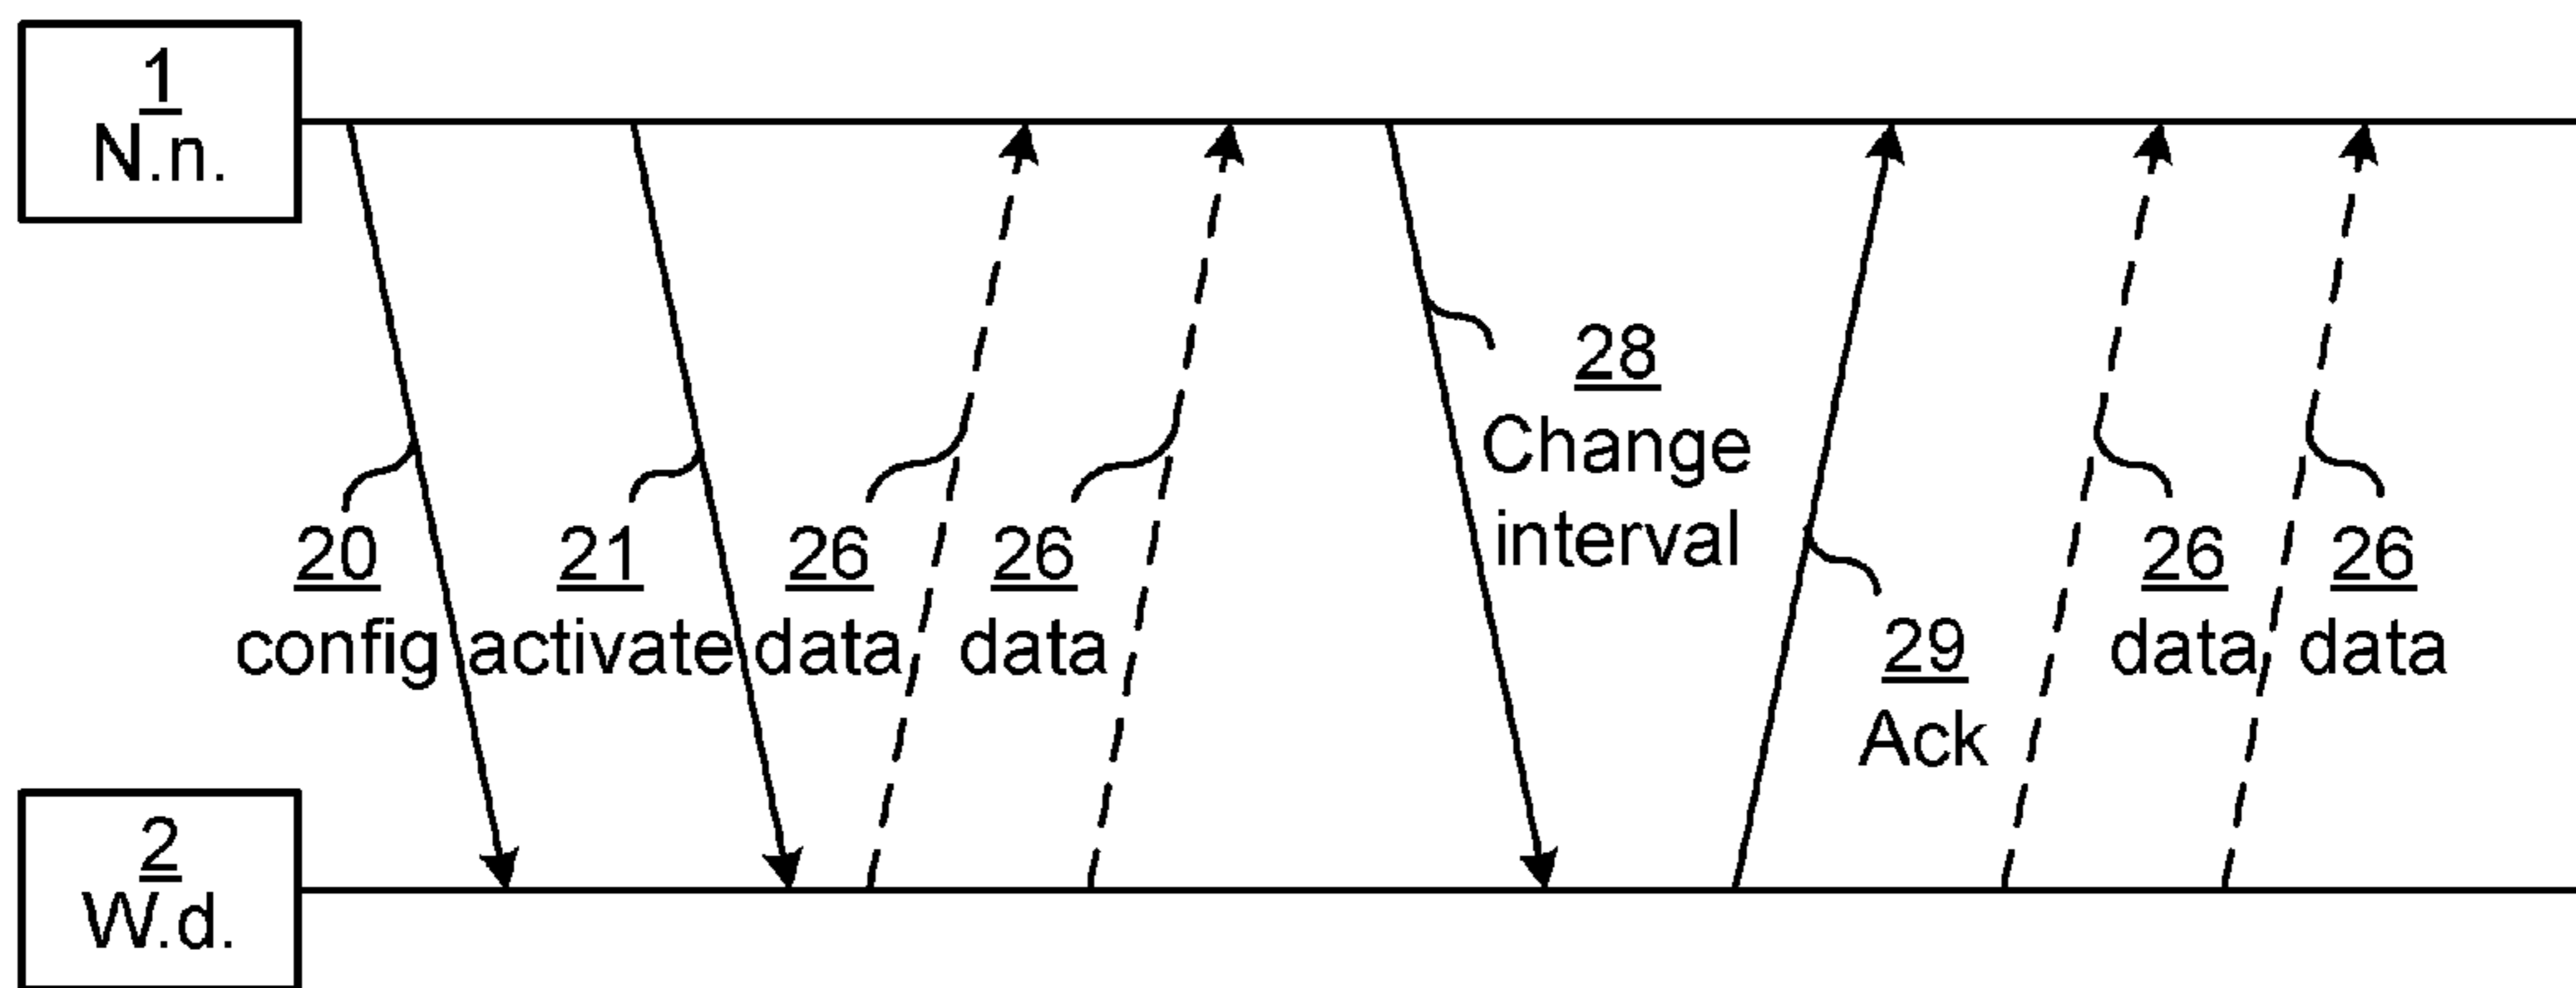 1
N.n.
28
Change
interval
20
config
21
activate
26
data
26
data
29
Ack
26
data
26
data
2
W.d.